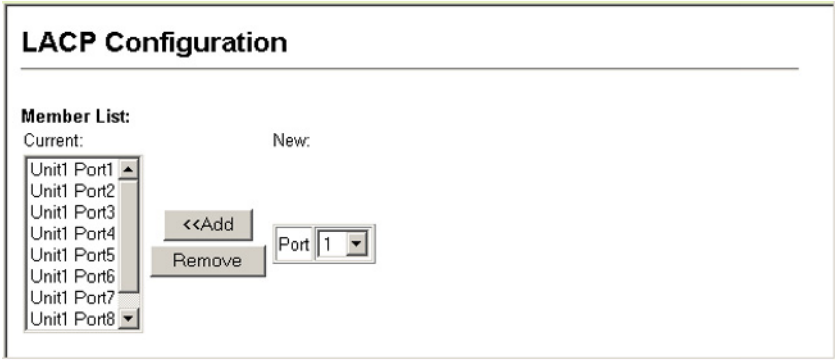 LACP Configuration
Member List:
Current:
New:
Unit1 Port1
Unit1 Port2
Unit1 Port3
Unit1 Port4
Unit1 Port5
Unit1 Port6
Unit1 Port7
Unit1 Port8
<<Add
Remove
Port 1